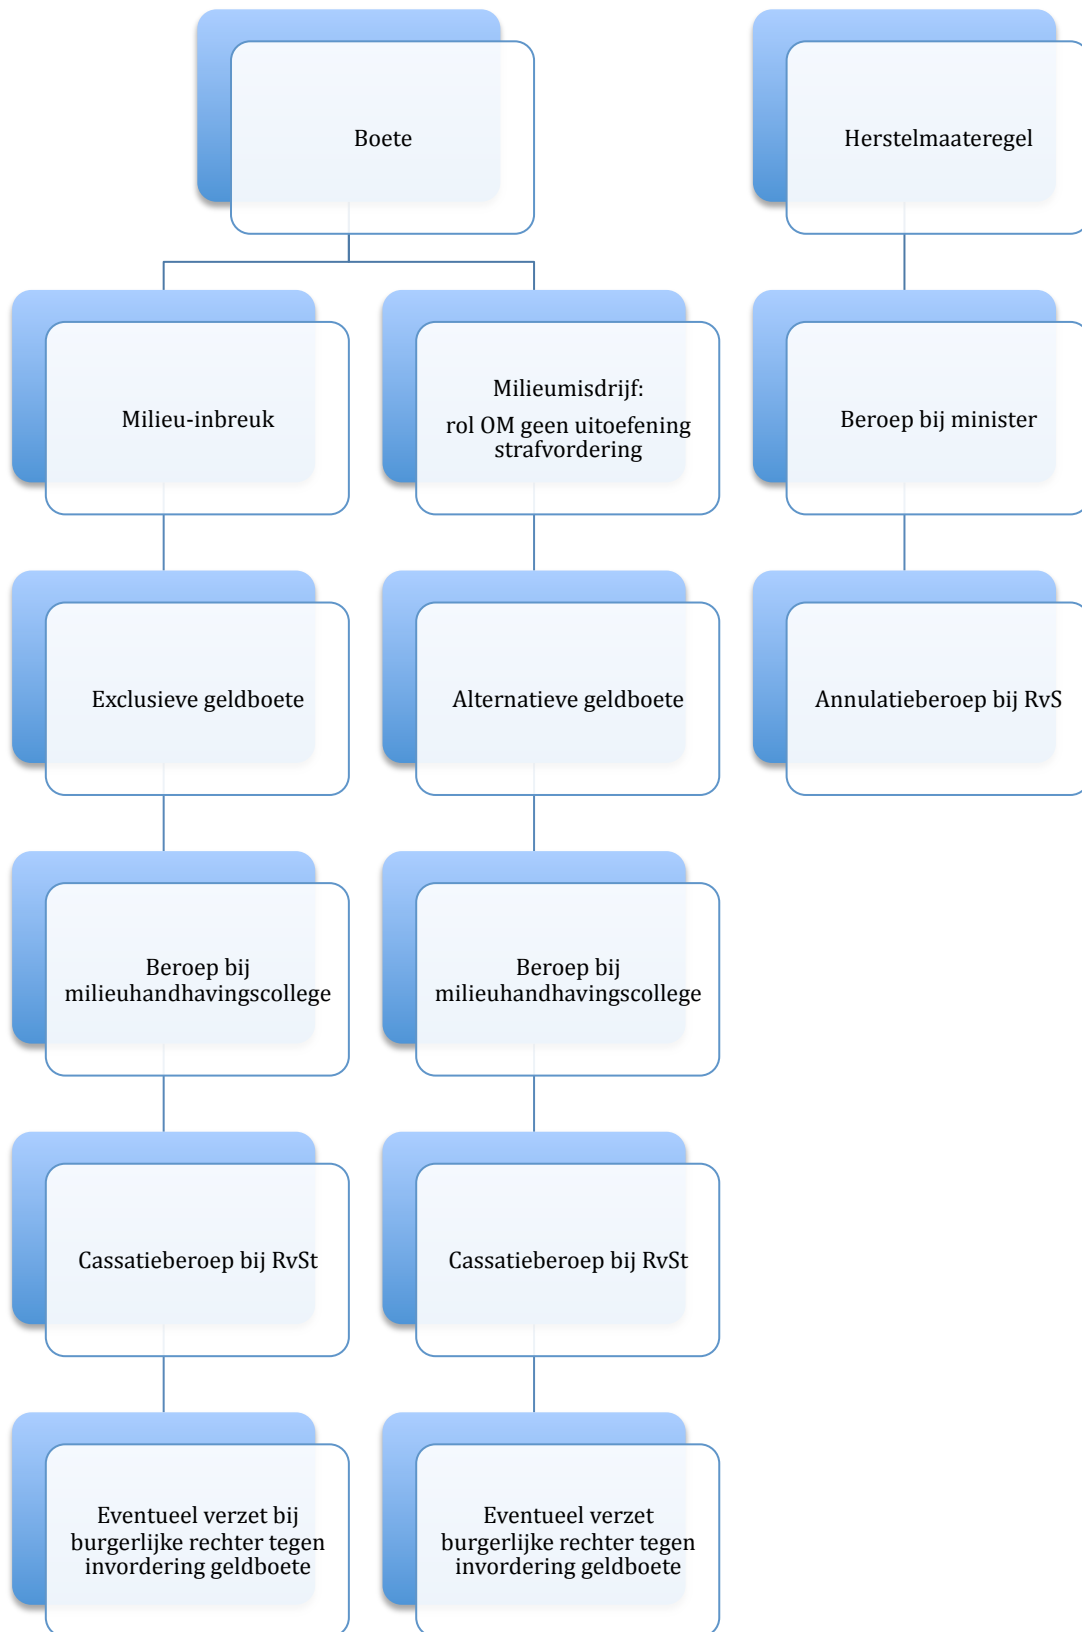 Boete
Herstelmaateregel
Milieu-inbreuk
Milieumisdrijf:
rol OM geen uitoefening
strafvordering
Beroep bij minister
Exclusieve geldboete
Alternatieve geldboete
Annulatieberoep bij RvS
Beroep bij
milieuhandhavingscollege
Beroep bij
milieuhandhavingscollege
Cassatieberoep bij RvSt
Cassatieberoep bij RvSt
Eventueel verzet bij
burgerlijke rechter tegen
invordering geldboete
Eventueel verzet
burgerlijke rechter tegen
invordering geldboete